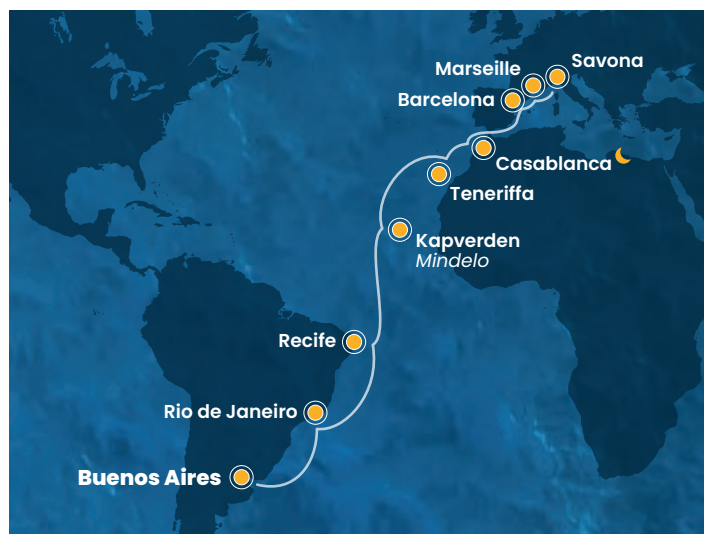 Savona
Marseille
Barcelona
Casablanca
Teneriffa
Kapverden
Mindelo
Recife
Rio de Janeiro
Buenos Aires